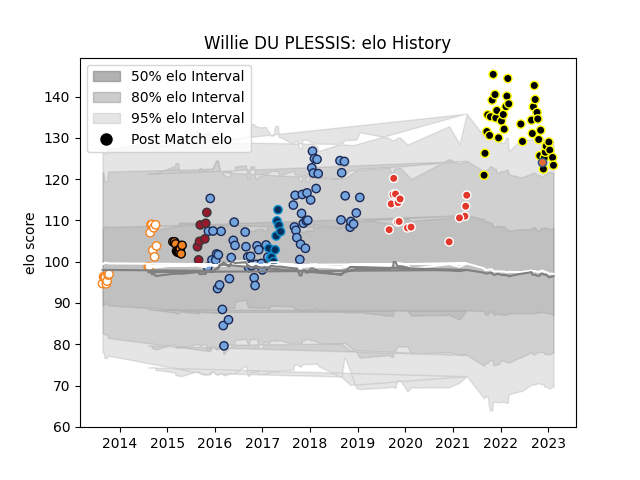 Willie DU PLESSIS: elo History
50% elo Interval
80% elo Interval
95% elo Interval
Post Match elo
elo score
140
130
120
110
100
90
80
70
60
2014 2015 2016 2017 2018 2019 2020 2021 2022 2023